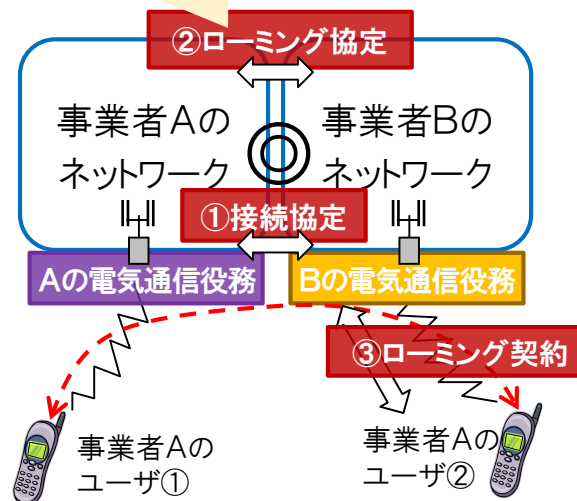 ②ローミング協定
事業者Aの
ネットワーク
事業者Bの
ネットワーク
①接続協定
Aの電気通信役務
Bの電気通信役務
③ローミング契約
事業者Aの
ユーザ①
事業者Aの
ユーザ②